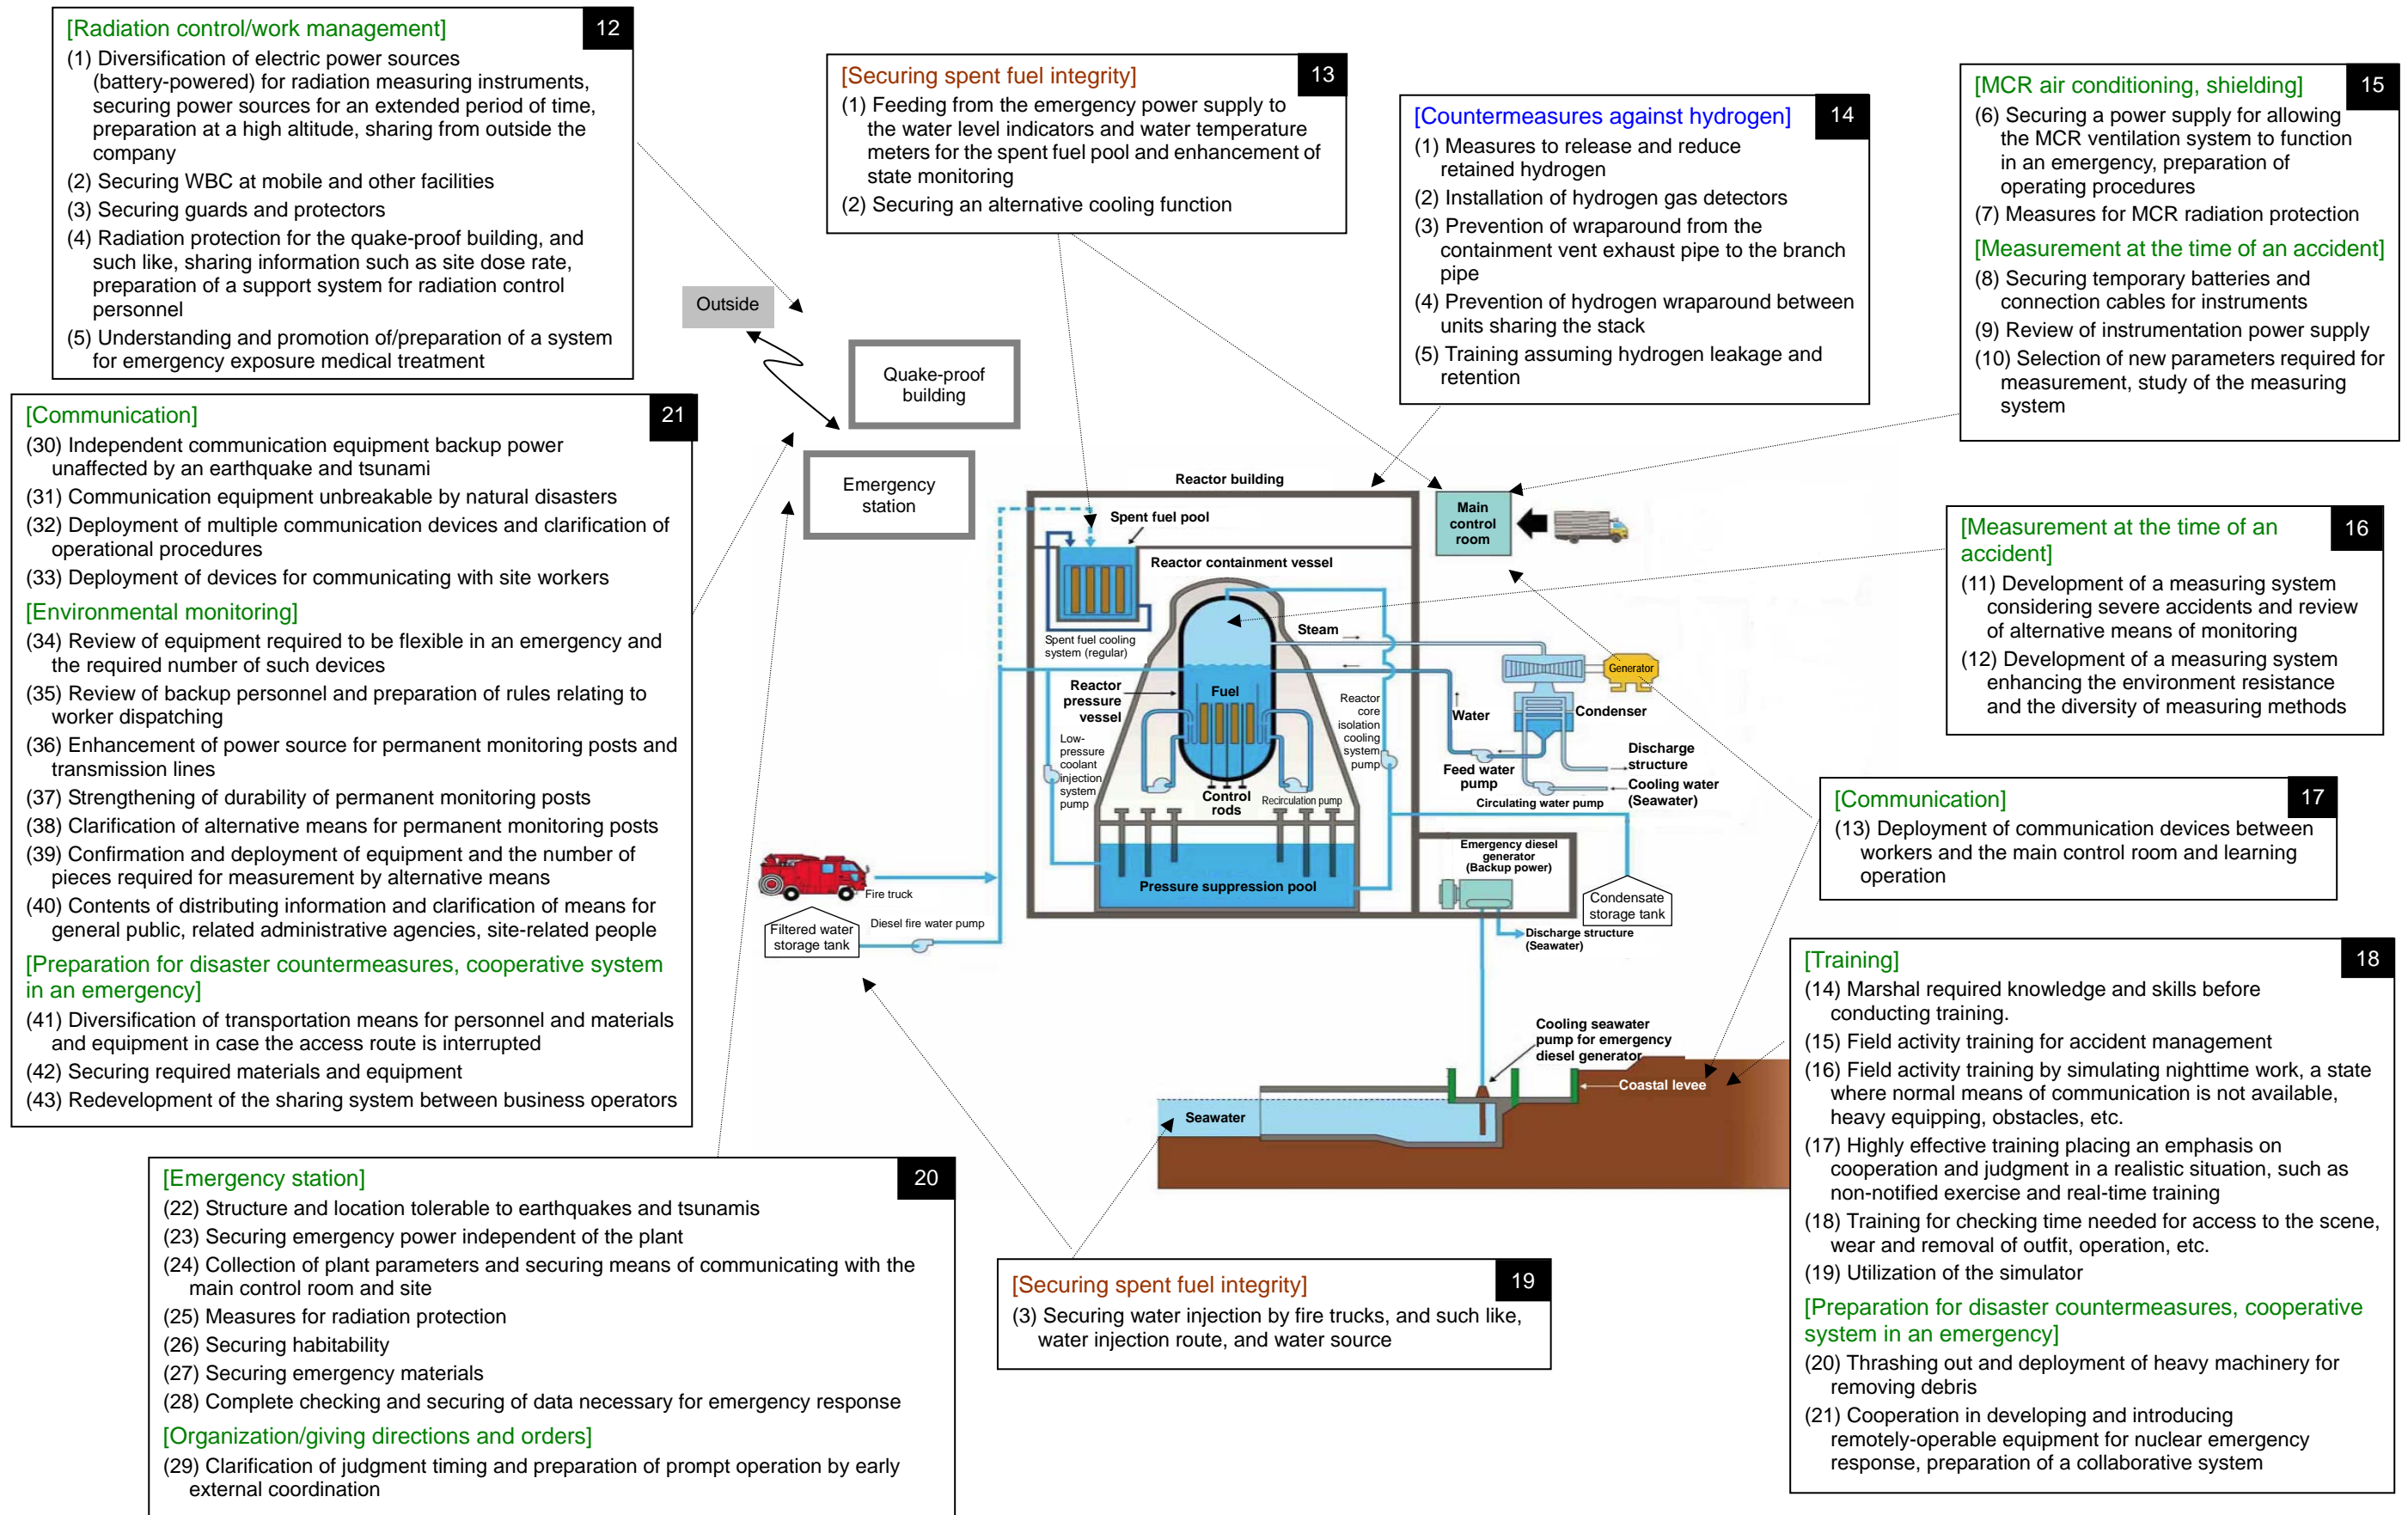 [Radiation control/work management]
12
(1) Diversification of electric power sources
(battery-powered) for radiation measuring instruments,
securing power sources for an extended period of time,
preparation at a high altitude, sharing from outside the
company
(2) Securing WBC at mobile and other facilities
(3) Securing guards and protectors
(4) Radiation protection for the quake-proof building, and
such like, sharing information such as site dose rate,
preparation of a support system for radiation control
personnel
(5) Understanding and promotion of/preparation of a system
for emergency exposure medical treatment
[Securing spent fuel integrity]
13
(1) Feeding from the emergency power supply to
the water level indicators and water temperature
meters for the spent fuel pool and enhancement of
state monitoring
(2) Securing an alternative cooling function
[Countermeasures against hydrogen]
14
(1) Measures to release and reduce
retained hydrogen
(2) Installation of hydrogen gas detectors
(3) Prevention of wraparound from the
containment vent exhaust pipe to the branch
pipe
(4) Prevention of hydrogen wraparound between
units sharing the stack
(5) Training assuming hydrogen leakage and
retention
[MCR air conditioning, shielding]
15
(6) Securing a power supply for allowing
the MCR ventilation system to function
in an emergency, preparation of
operating procedures
(7) Measures for MCR radiation protection
[Measurement at the time of an accident]
(8) Securing temporary batteries and
connection cables for instruments
(9) Review of instrumentation power supply
(10) Selection of new parameters required for
measurement, study of the measuring
system
Outside
Quake-proof
building
Emergency
station
[Communication]
21
(30) Independent communication equipment backup power
unaffected by an earthquake and tsunami
(31) Communication equipment unbreakable by natural disasters
(32) Deployment of multiple communication devices and clarification of
operational procedures
(33) Deployment of devices for communicating with site workers
[Environmental monitoring]
(34) Review of equipment required to be flexible in an emergency and
the required number of such devices
(35) Review of backup personnel and preparation of rules relating to
worker dispatching
(36) Enhancement of power source for permanent monitoring posts and
transmission lines
(37) Strengthening of durability of permanent monitoring posts
(38) Clarification of alternative means for permanent monitoring posts
(39) Confirmation and deployment of equipment and the number of
pieces required for measurement by alternative means
(40) Contents of distributing information and clarification of means for
general public, related administrative agencies, site-related people
[Preparation for disaster countermeasures, cooperative system
in an emergency]
(41) Diversification of transportation means for personnel and materials
and equipment in case the access route is interrupted
(42) Securing required materials and equipment
(43) Redevelopment of the sharing system between business operators
Reactor building
Spent fuel pool
Reactor containment vessel
Spent fuel cooling
system (regular)
Steam
Reactor
pressure
vessel
Fuel
Low-
pressure
coolant
injection
system
pump
Reactor
core
isolation
cooling
system
pump
Control
rods
Recirculation pump
Pressure suppression pool
Main
control
room
Generator
Condenser
Water
Feed water
pump
Discharge
structure
Cooling water
(Seawater)
Circulating water pump
Emergency diesel
generator
(Backup power)
Condensate
storage tank
Discharge structure
(Seawater)
Fire truck
Filtered water
storage tank
Diesel fire water pump
Cooling seawater
pump for emergency
diesel generator
Coastal levee
Seawater
[Measurement at the time of an
accident]
16
(11) Development of a measuring system
considering severe accidents and review
of alternative means of monitoring
(12) Development of a measuring system
enhancing the environment resistance
and the diversity of measuring methods
[Communication]
17
(13) Deployment of communication devices between
workers and the main control room and learning
operation
[Training]
18
(14) Marshal required knowledge and skills before
conducting training.
(15) Field activity training for accident management
(16) Field activity training by simulating nighttime work, a state
where normal means of communication is not available,
heavy equipping, obstacles, etc.
(17) Highly effective training placing an emphasis on
cooperation and judgment in a realistic situation, such as
non-notified exercise and real-time training
(18) Training for checking time needed for access to the scene,
wear and removal of outfit, operation, etc.
(19) Utilization of the simulator
[Preparation for disaster countermeasures, cooperative
system in an emergency]
(20) Thrashing out and deployment of heavy machinery for
removing debris
(21) Cooperation in developing and introducing
remotely-operable equipment for nuclear emergency
response, preparation of a collaborative system
[Securing spent fuel integrity]
19
(3) Securing water injection by fire trucks, and such like,
water injection route, and water source
[Emergency station]
20
(22) Structure and location tolerable to earthquakes and tsunamis
(23) Securing emergency power independent of the plant
(24) Collection of plant parameters and securing means of communicating with the
main control room and site
(25) Measures for radiation protection
(26) Securing habitability
(27) Securing emergency materials
(28) Complete checking and securing of data necessary for emergency response
[Organization/giving directions and orders]
(29) Clarification of judgment timing and preparation of prompt operation by early
external coordination